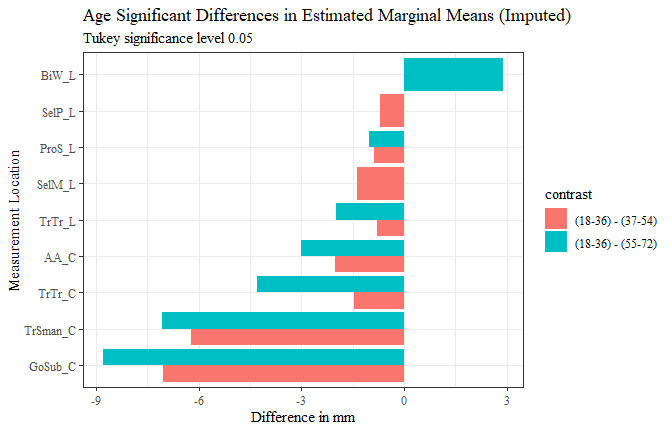 Age Significant Differences in Estimated Marginal Means (Imputed)
Tukey significance level 0.05
Measurement Location
BiW_L
SelP_L
ProS_L
SelM_L
TrTr_L
AA_C
TrTr_C
TrSman_C
GoSub_C
-9 -6 -3 0 3
Difference in mm
contrast
(18-36) - (37-54)
(18-36) - (55-72)